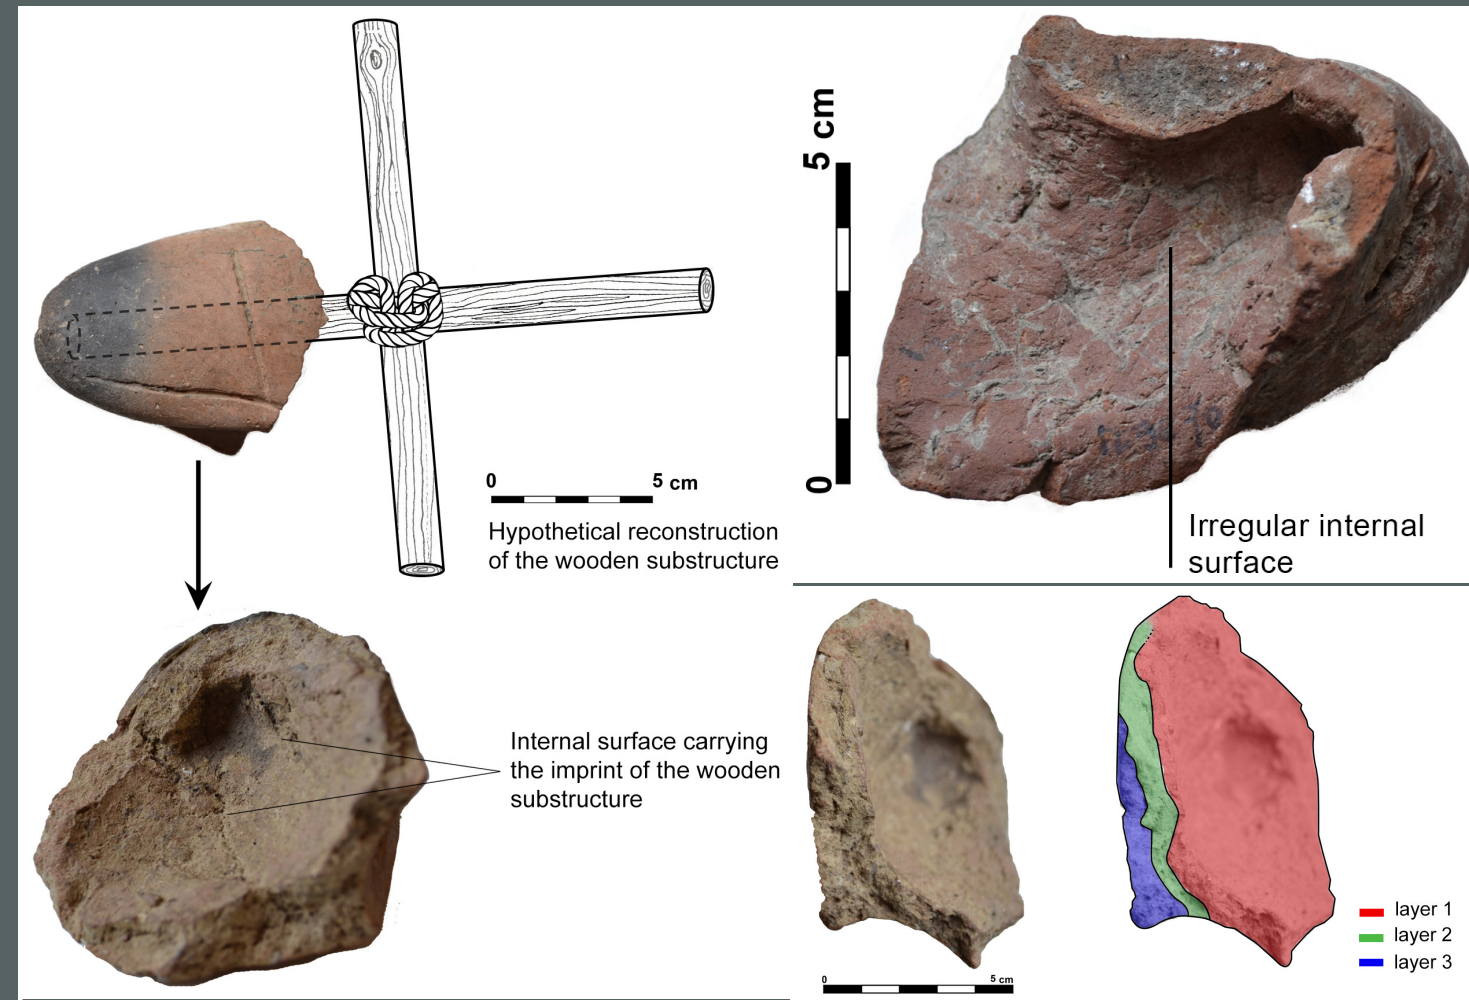 0 5 cm
Hypothetical reconstruction
of the wooden substructure
Internal surface carrying
the imprint of the wooden
substructure
5 cm
0
Irregular internal
surface
0 5 cm
layer 1
layer 2
layer 3